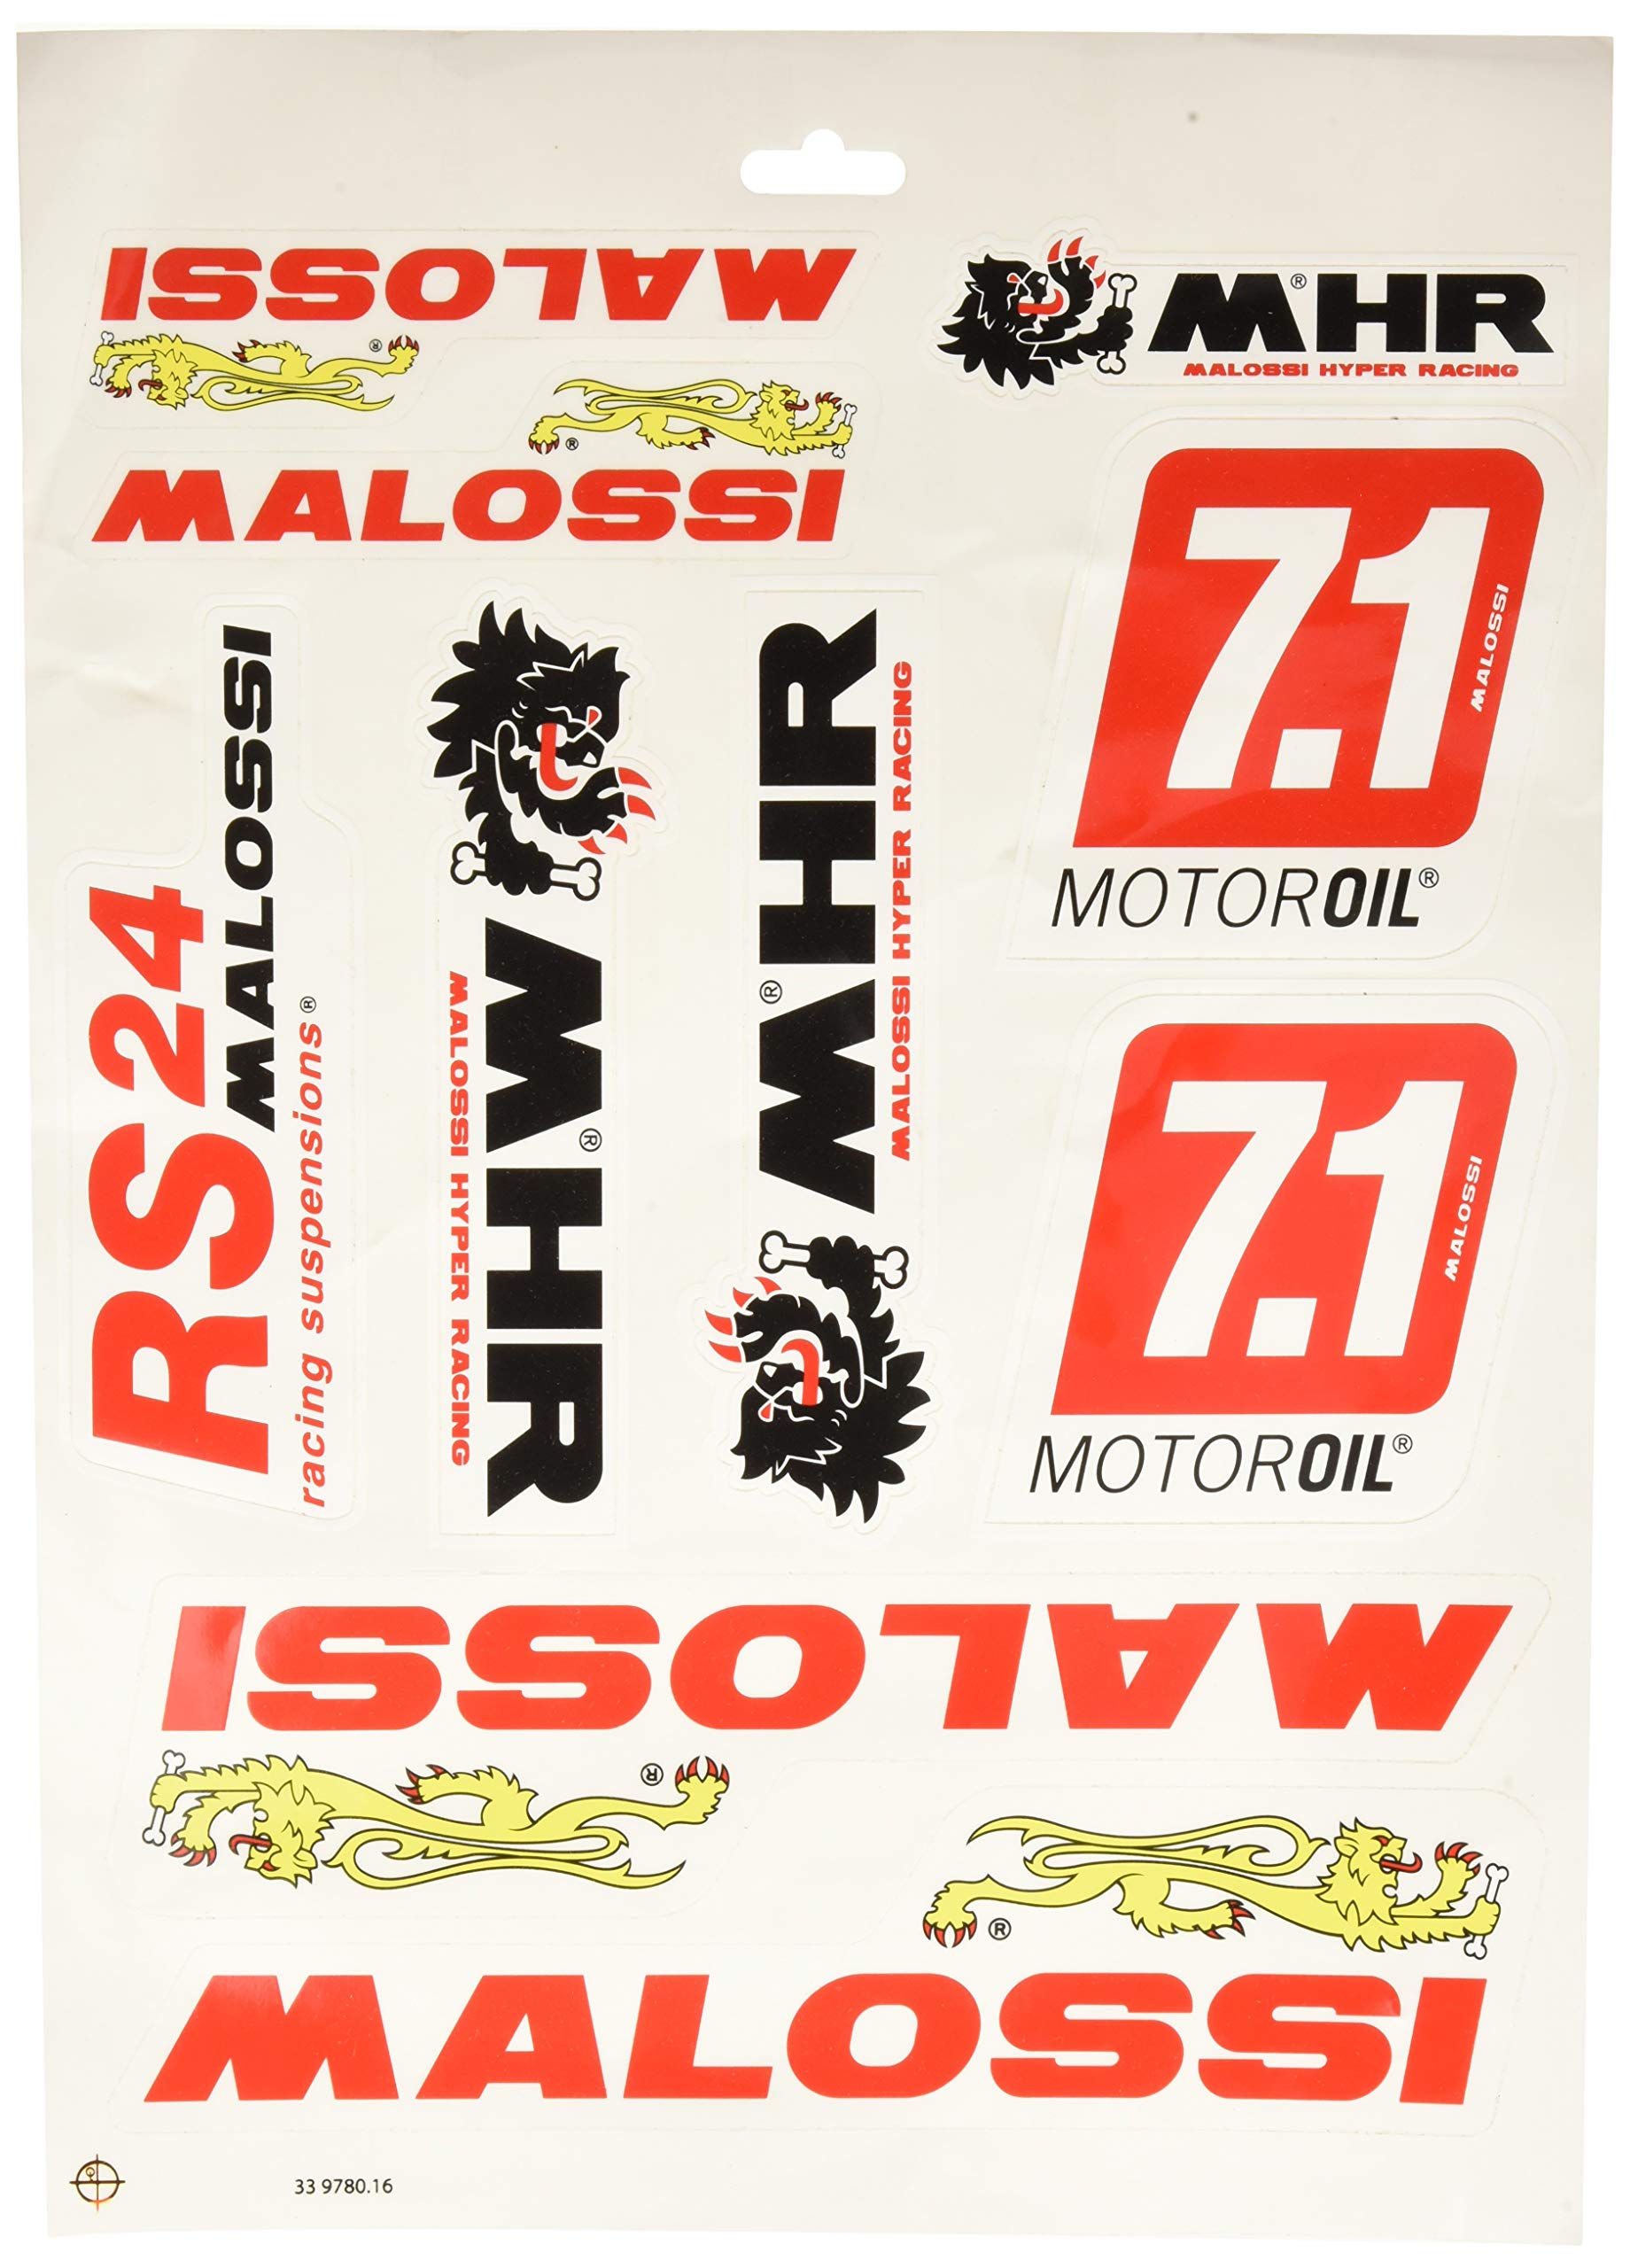 MALOSSI
®
®
MALOSSI
®
MHR
MALOSSI HYPER RACING
7.1
MALOSSI
MOTOROIL®
RS24
MALOSSI
racing suspensions®
MHR
®
MALOSSI HYPER RACING
MHR
®
MALOSSI HYPER RACING
7.1
MALOSSI
MOTOROIL®
MALOSSI
®
®
MALOSSI
33 9780.16